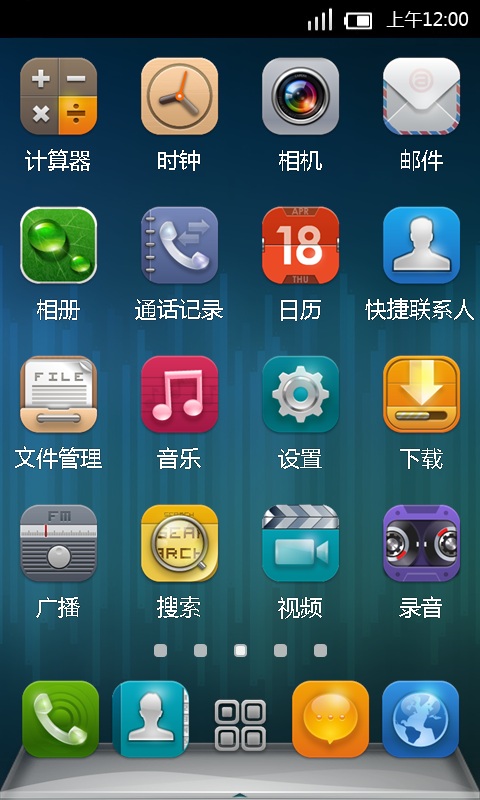 上午12:00
计算器
时钟
相机
邮件
APR
18
THU
相册
通话记录
日历
快捷联系人
FILE
文件管理
音乐
设置
下载
FM
SEARCH
SEAR
ARCH
广播
搜索
视频
录音